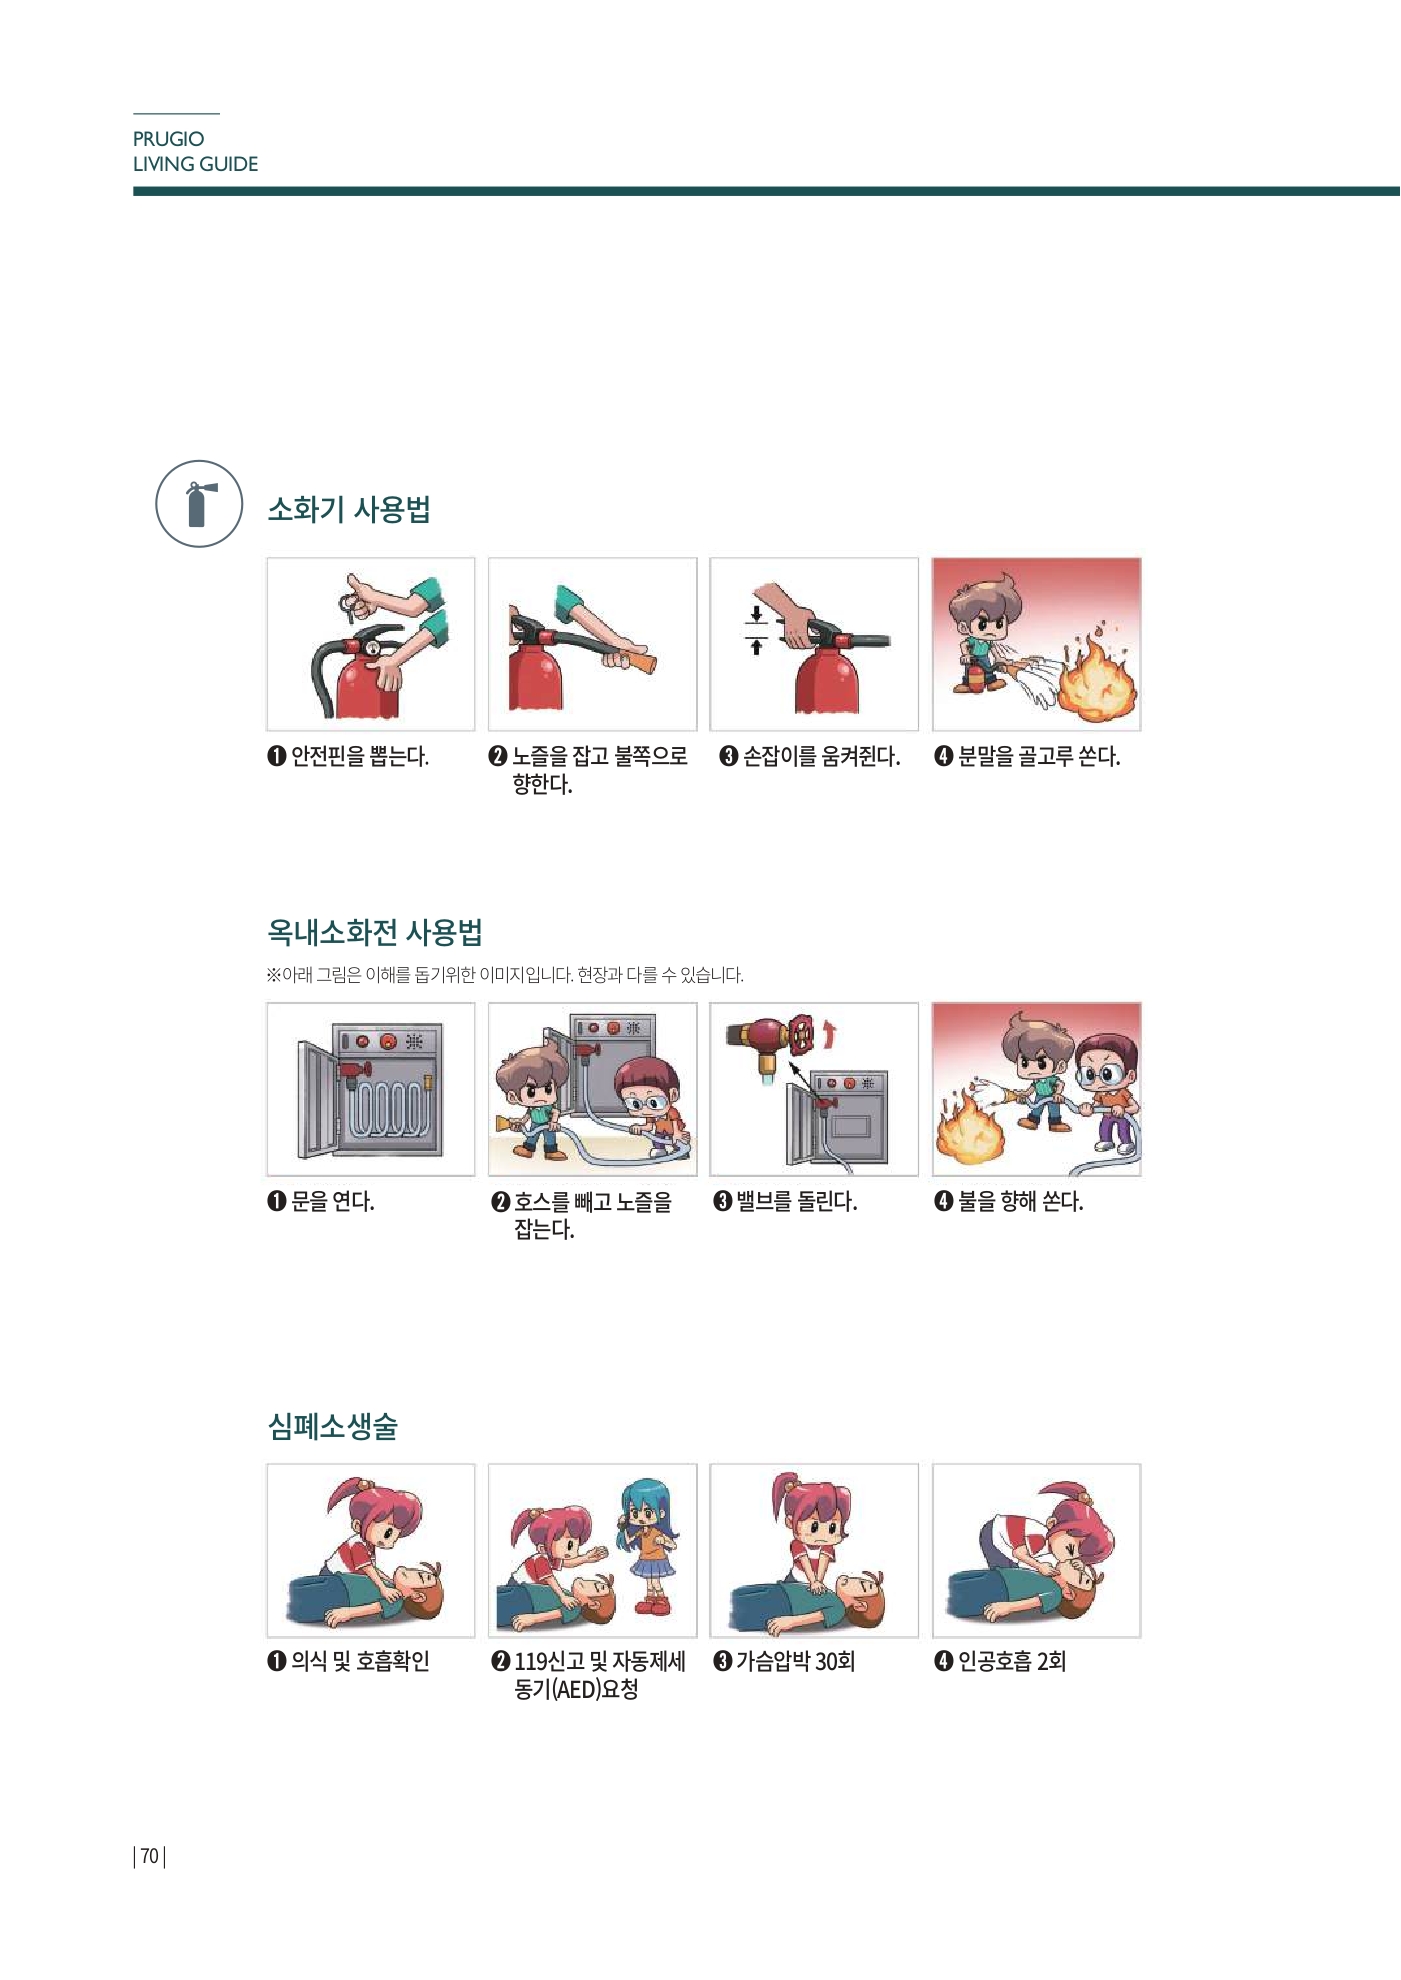 PRUGIO
LIVING GUIDE
소화기 사용법
❶ 안전핀을 뽑는다.
❷ 노즐을 잡고 불쪽으로
향한다.
❸ 손잡이를 움켜쥔다.
❹ 분말을 골고루 쏜다.
옥내소화전 사용법
※아래 그림은 이해를 돕기위한 이미지입니다. 현장과 다를 수 있습니다.
❶ 문을 연다.
❷ 호스를 빼고 노즐을
잡는다.
❸ 밸브를 돌린다.
❹ 불을 향해 쏜다.
심폐소생술
❶ 의식 및 호흡확인
❷ 119신고 및 자동제세
동기(AED)요청
❸ 가슴압박 30회
❹ 인공호흡 2회
| 70 |